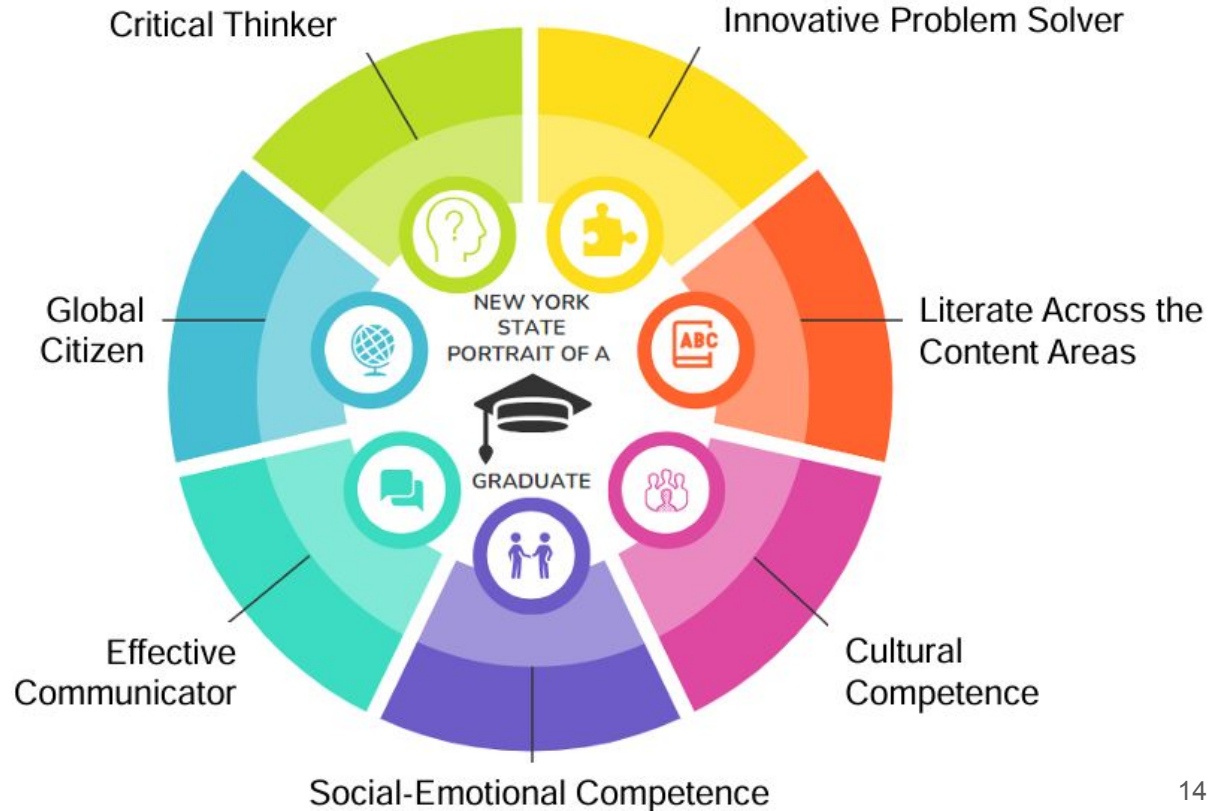 Critical Thinker
Innovative Problem Solver
Global
Citizen
NEW YORK
STATE
PORTRAIT OF A
GRADUATE
ABC
?
Literate Across the
Content Areas
Effective
Communicator
Cultural
Competence
Social-Emotional Competence
14